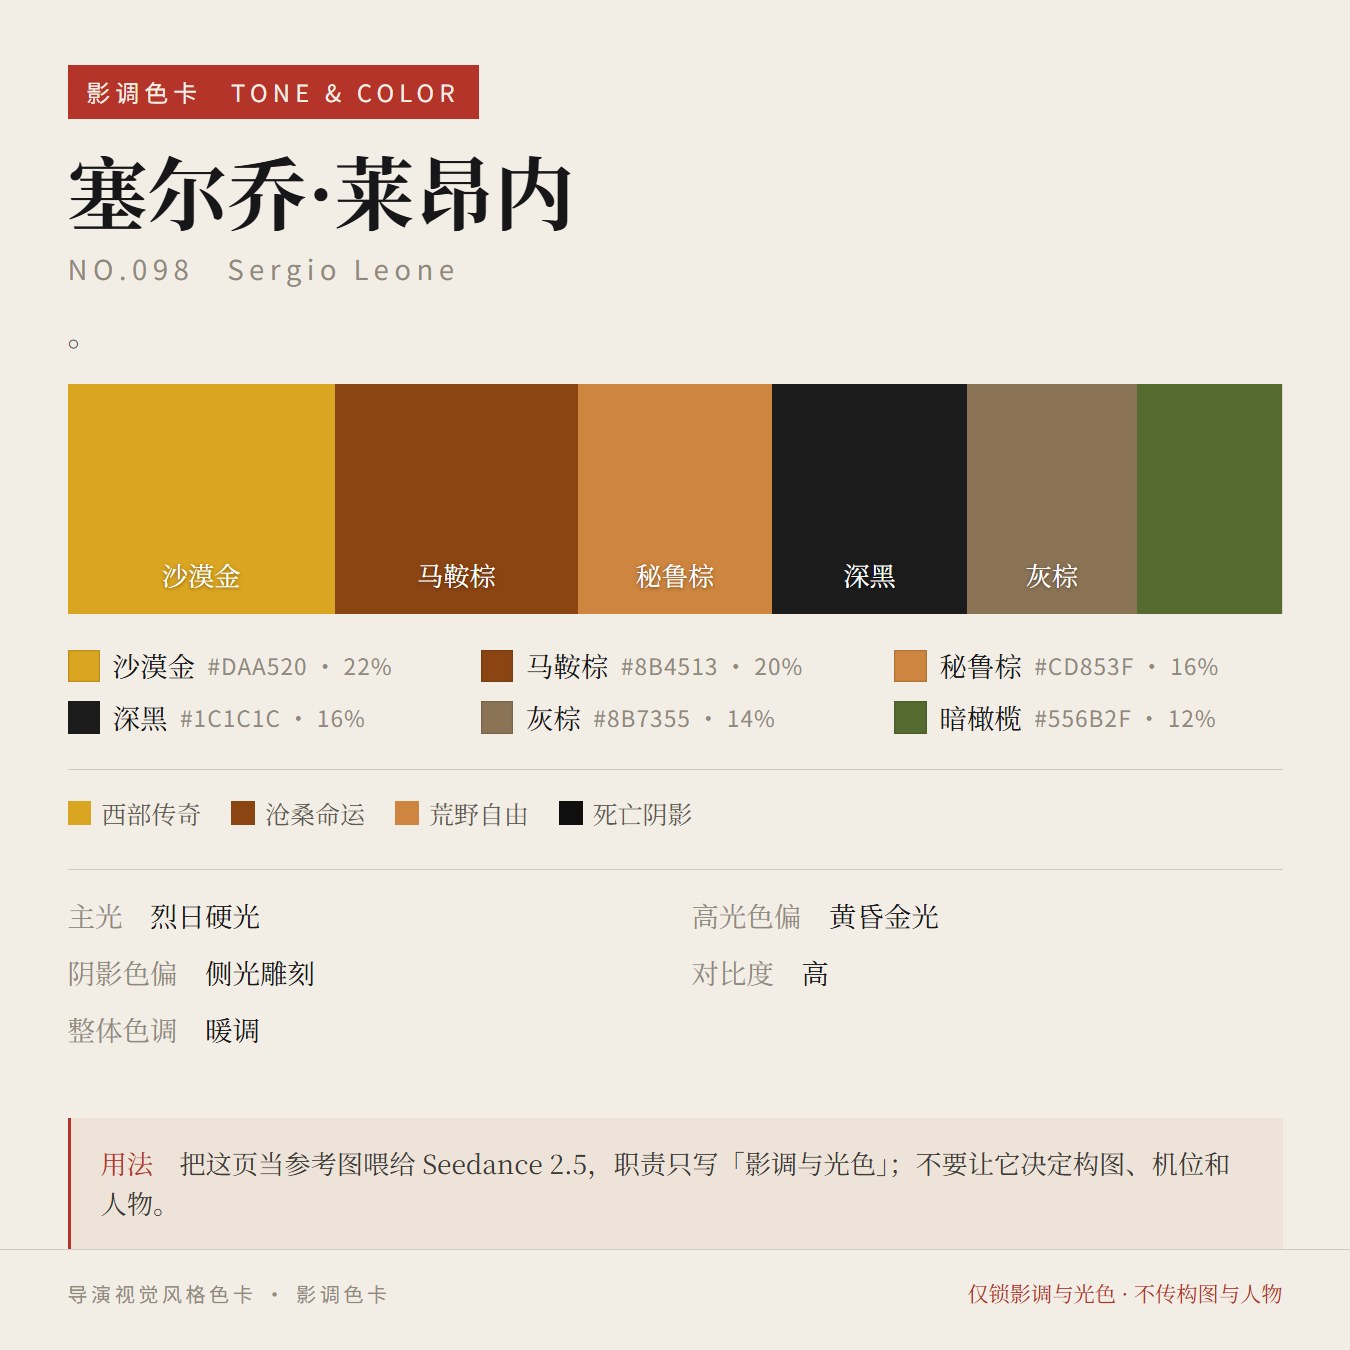 影调色卡 TONE & COLOR
塞尔乔·莱昂内
NO.098 Sergio Leone
。
沙漠金 马鞍棕 秘鲁棕 深黑 灰棕
沙漠金 #DAA520 · 22% 马鞍棕 #8B4513 · 20% 秘鲁棕 #CD853F · 16%
深黑 #1C1C1C · 16% 灰棕 #8B7355 · 14% 暗橄榄 #556B2F · 12%
西部传奇 沧桑命运 荒野自由 死亡阴影
主光 烈日硬光 高光色偏 黄昏金光
阴影色偏 侧光雕刻 对比度 高
整体色调 暖调
用法 把这页当参考图喂给 Seedance 2.5，职责只写「影调与光色」；不要让它决定构图、机位和
人物。
导演视觉风格色卡 · 影调色卡 仅锁影调与光色 · 不传构图与人物